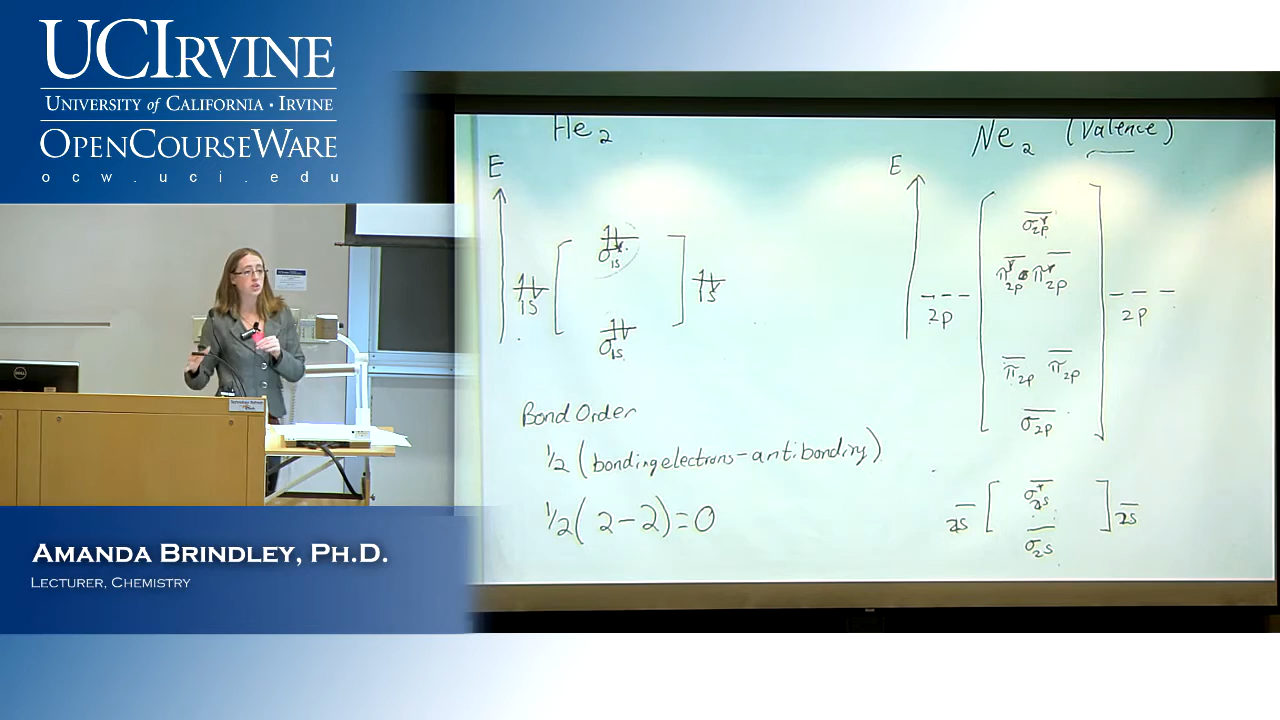 UCIRVINE
UNIVERSITY of CALIFORNIA · IRVINE
OPENCOURSEWARE
ocw.uci.edu
AMANDA BRINDLEY, PH.D.
LECTURER, CHEMISTRY
DELL
He₂
E
σ*1s
1s
1s
σ1s
Bond Order
1/2 (bonding electrons - antibonding)
1/2 ( 2 - 2 ) = 0
Ne₂ (Valence)
E
σ*2p
π*2p π*2p
2p
2p
π2p π2p
σ2p
σ*2s
2s
2s
σ2s